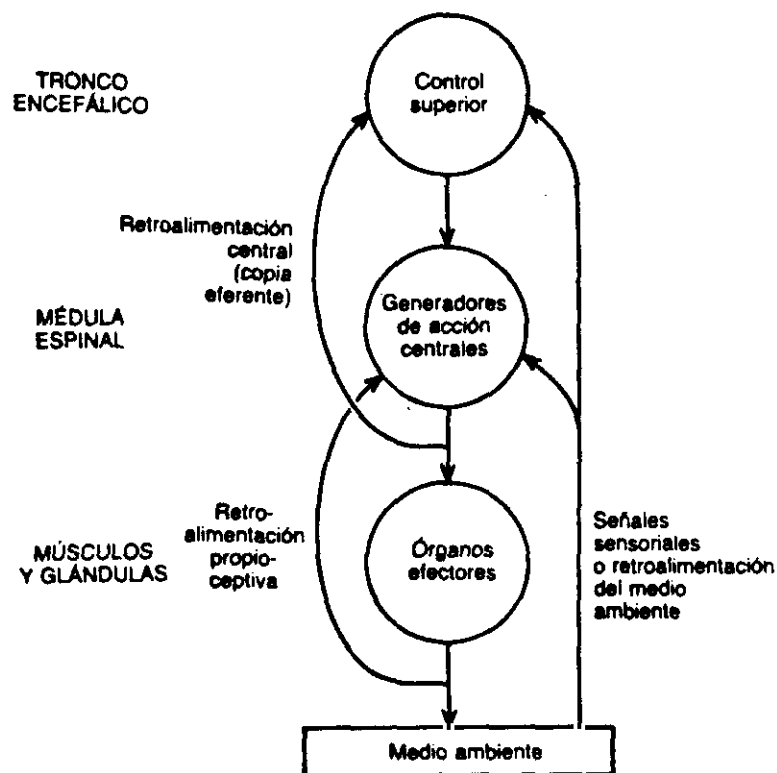 TRONCO
ENCEFÁLICO
Control
superior
Retroalimentación
central
(copia
eferente)
MÉDULA
ESPINAL
Generadores
de acción
centrales
Retro-
alimentación
propio-
ceptiva
MÚSCULOS
Y GLÁNDULAS
Órganos
efectores
Señales
sensoriales
o retroalimentación
del medio
ambiente
Medio ambiente